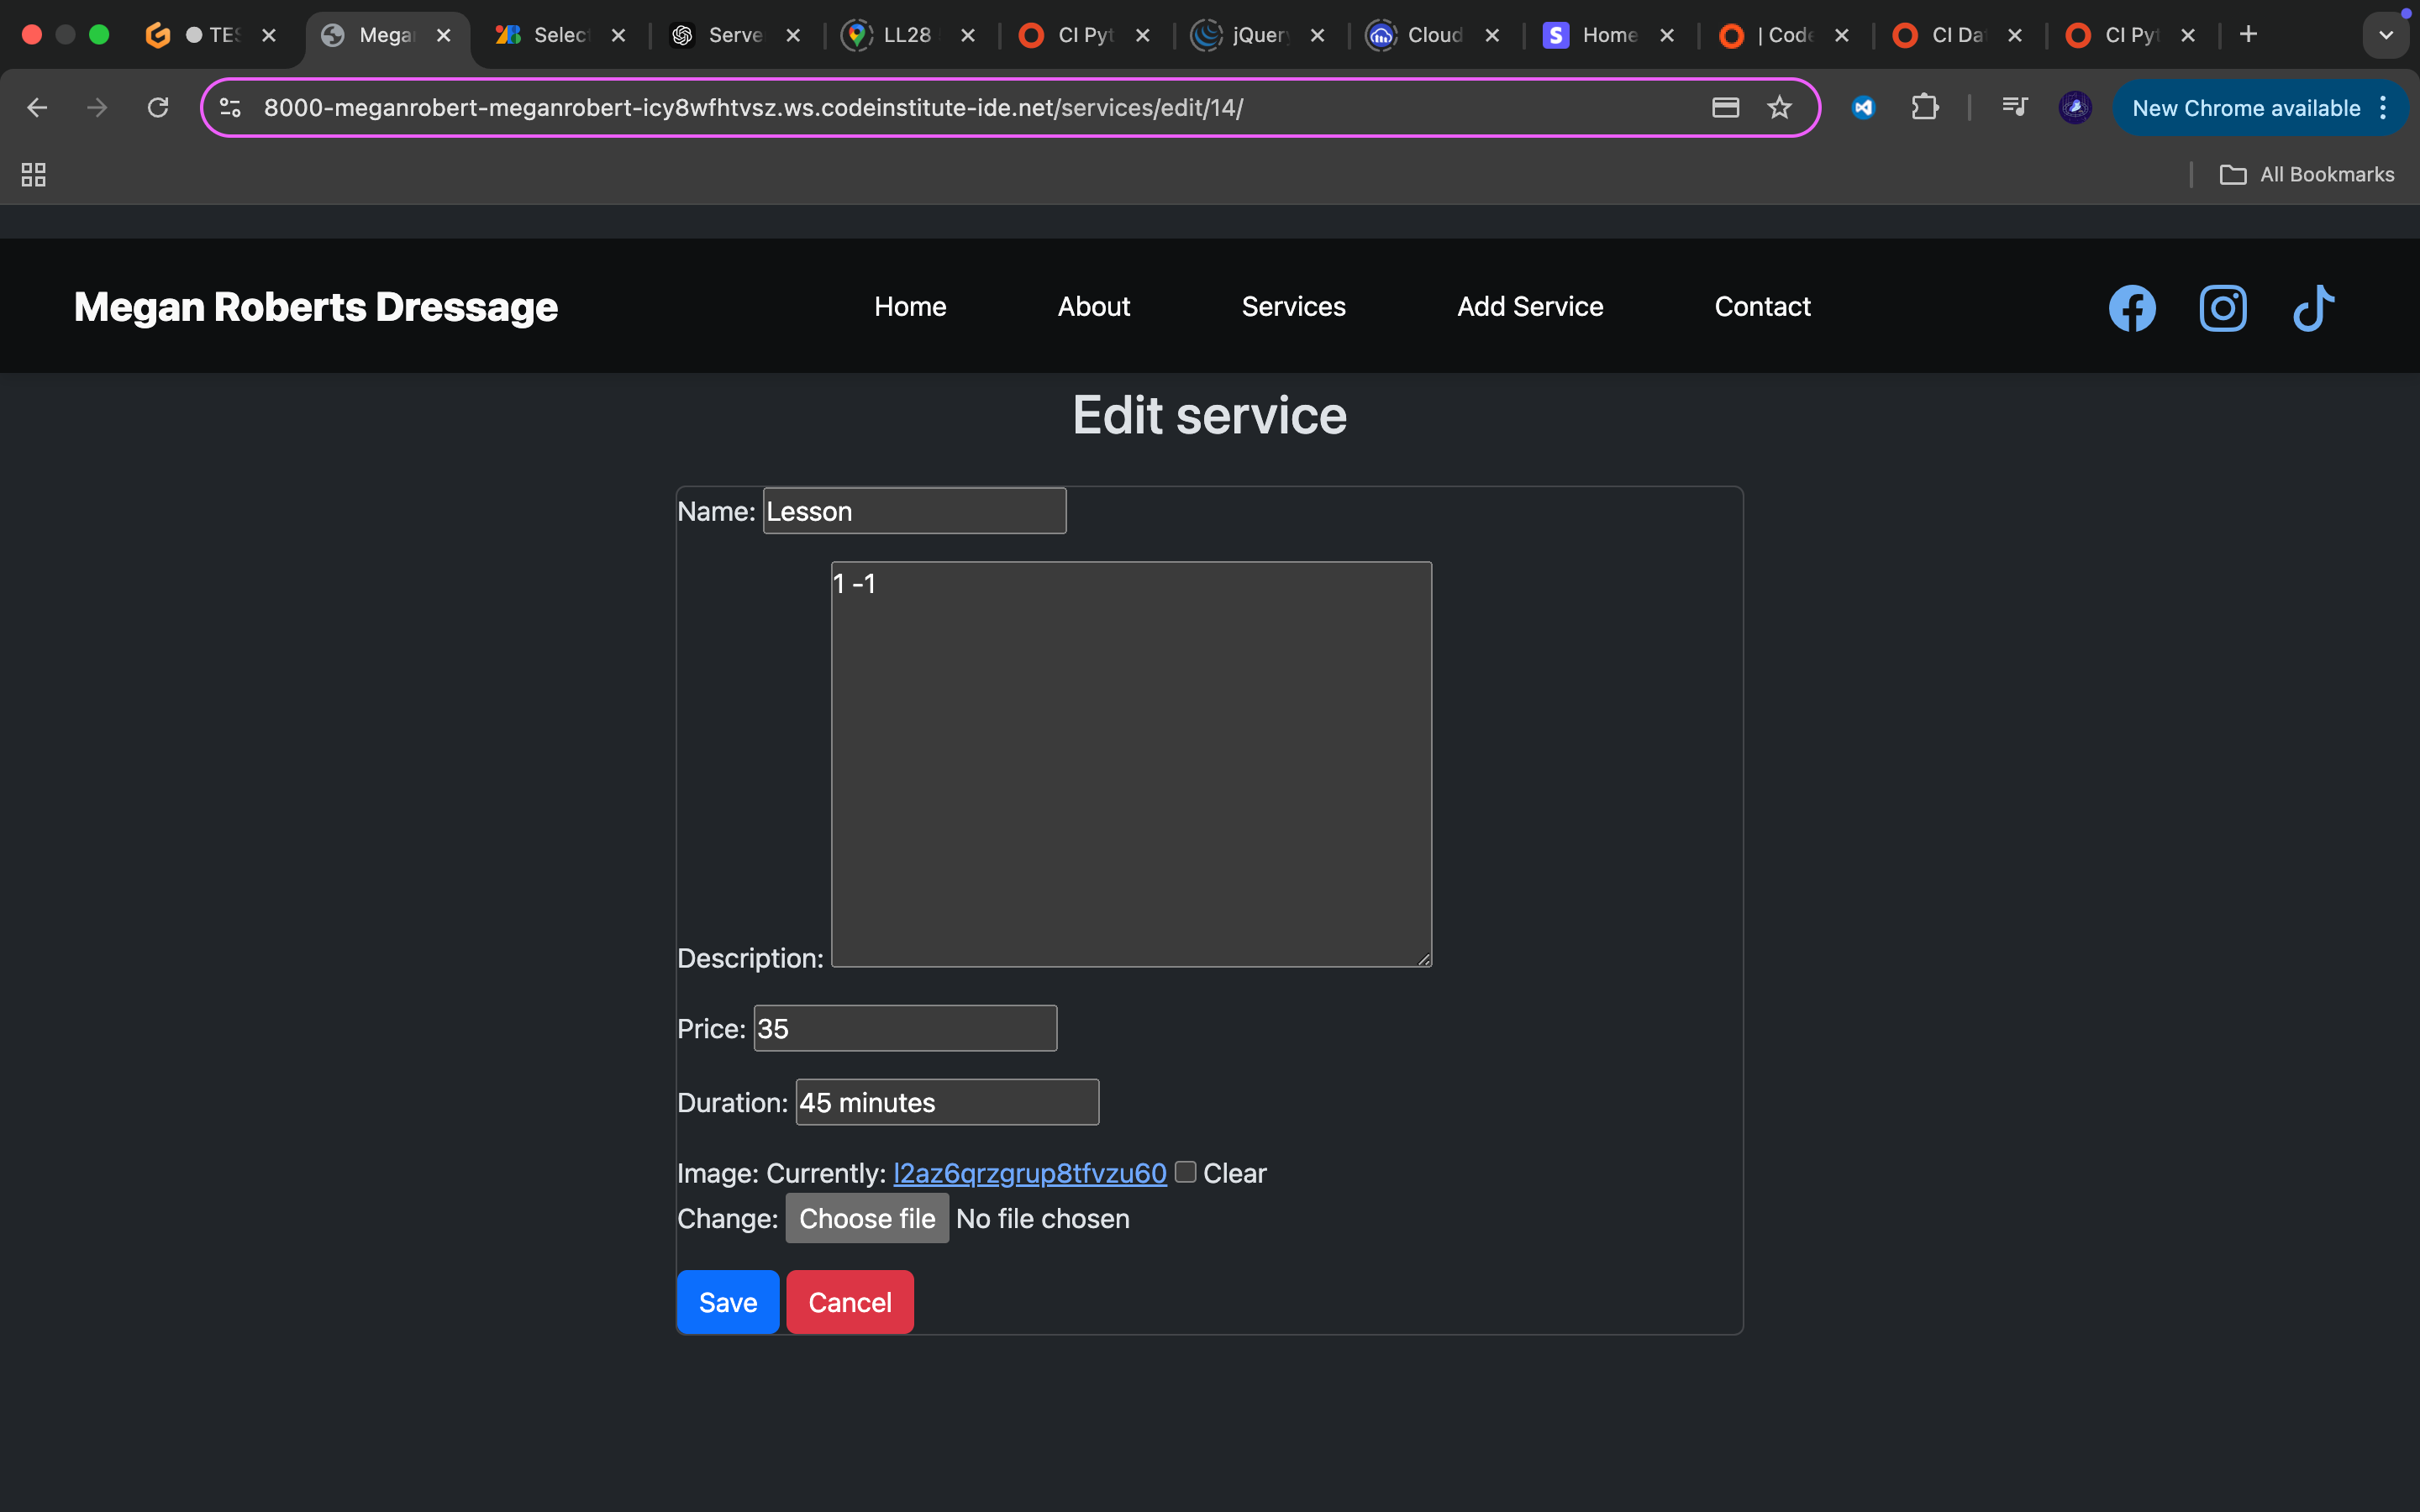 TES Megar Select Serve LL28 CI Pyt jQuery Cloud Home | Code CI Dat CI Pyt
8000-meganrobert-meganrobert-icy8wfhtvsz.ws.codeinstitute-ide.net/services/edit/14/ New Chrome available
All Bookmarks
Megan Roberts Dressage Home About Services Add Service Contact
Edit service
Name: Lesson
1 -1
Description:
Price: 35
Duration: 45 minutes
Image: Currently: l2az6qrzgrup8tfvzu60 Clear
Change: Choose file No file chosen
Save Cancel